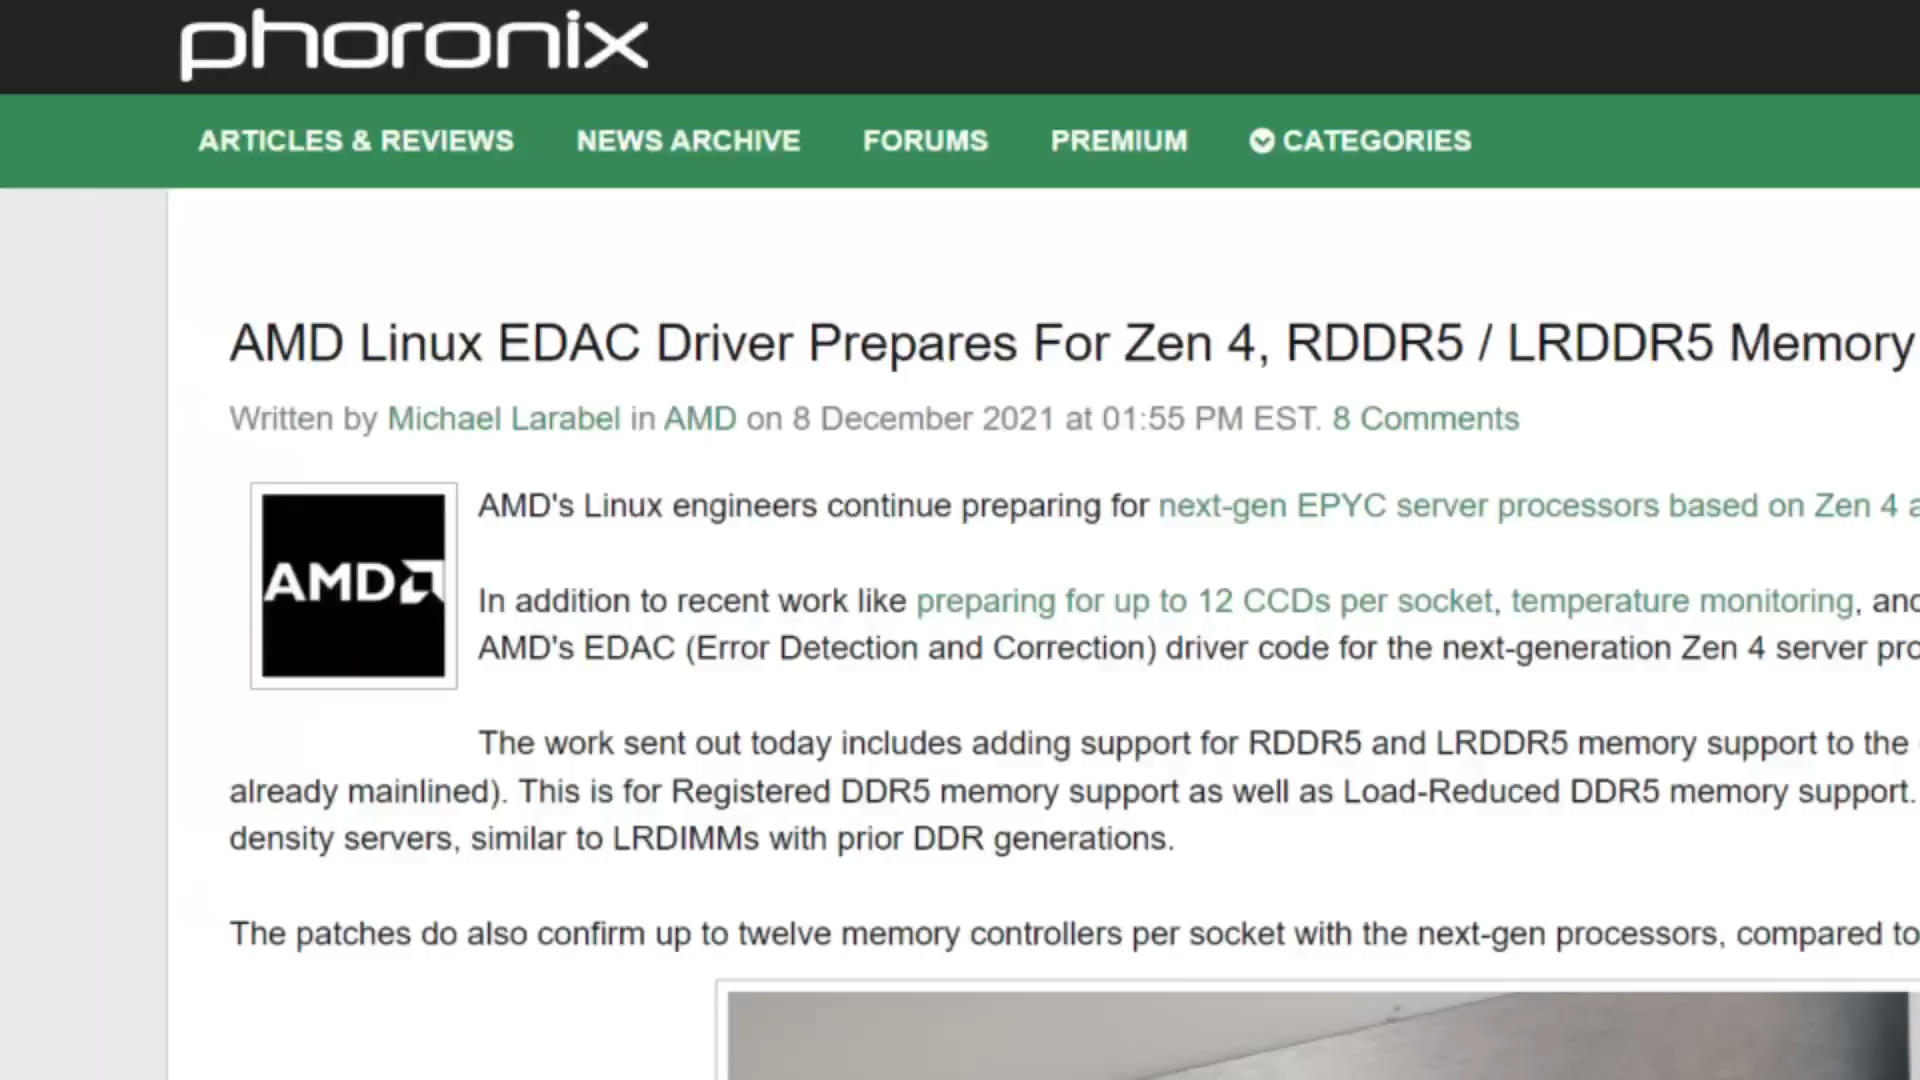 phoronix
ARTICLES & REVIEWS NEWS ARCHIVE FORUMS PREMIUM CATEGORIES
AMD Linux EDAC Driver Prepares For Zen 4, RDDR5 / LRDDR5 Memory
Written by Michael Larabel in AMD on 8 December 2021 at 01:55 PM EST. 8 Comments
AMD
AMD's Linux engineers continue preparing for next-gen EPYC server processors based on Zen 4
In addition to recent work like preparing for up to 12 CCDs per socket, temperature monitoring,
AMD's EDAC (Error Detection and Correction) driver code for the next-generation Zen 4 server
The work sent out today includes adding support for RDDR5 and LRDDR5 memory support to the
already mainlined). This is for Registered DDR5 memory support as well as Load-Reduced DDR5 memory support.
density servers, similar to LRDIMMs with prior DDR generations.
The patches do also confirm up to twelve memory controllers per socket with the next-gen processors, compared to